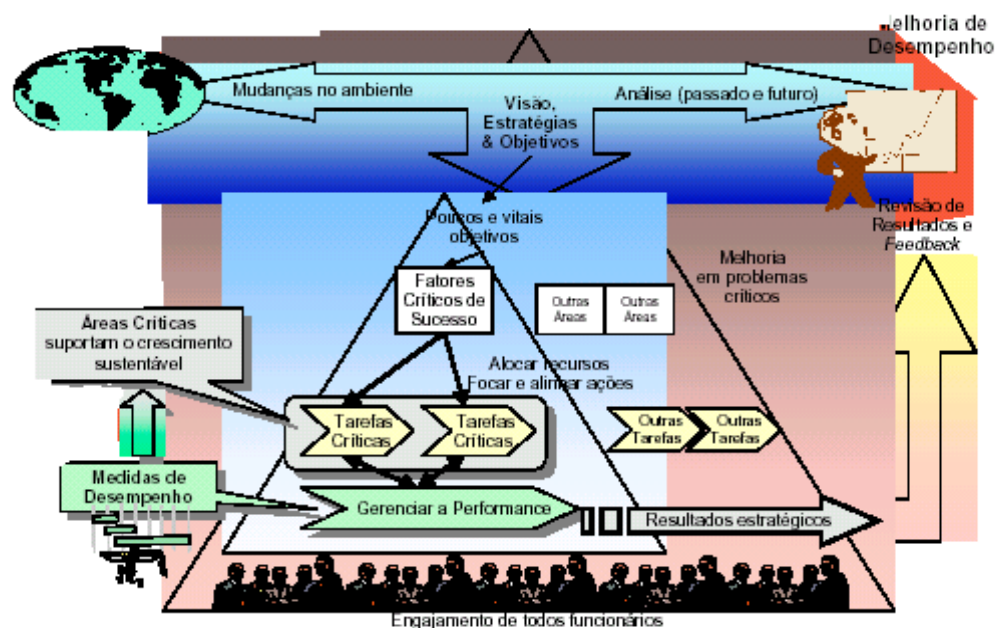 Melhoria de
Desempenho
Mudanças no ambiente
Análise (passado e futuro)
Visão,
Estratégias
& Objetivos
Poucos e vitais
objetivos
Revisão de
Resultados e
Feedback
Melhoria
em problemas
críticos
Fatores
Críticos de
Sucesso
Outras
Áreas
Outras
Áreas
Áreas Críticas
suportam o crescimento
sustentável
Alocar recursos
Focar e alinhar ações
Tarefas
Críticas
Tarefas
Críticas
Outras
Tarefas
Outras
Tarefas
Medidas de
Desempenho
Gerenciar a Performance
Resultados estratégicos
Engajamento de todos funcionários